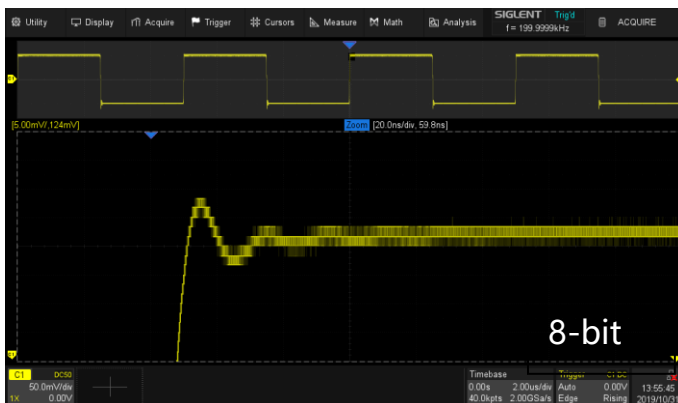 Utility Display Acquire Trigger Cursors Measure Math Analysis SIGLENT Trig'd ACQUIRE
f = 199.9999kHz
[5.00mV/,124mV] Zoom [20.0ns/div, 59.8ns]
8-bit
C1 DC50 Timebase Trigger C1 DC
50.0mV/div 0.00s 2.00us/div Auto 0.00V 13:55:45
1X 0.00V 40.0kpts 2.00GSa/s Edge Rising 2019/10/31